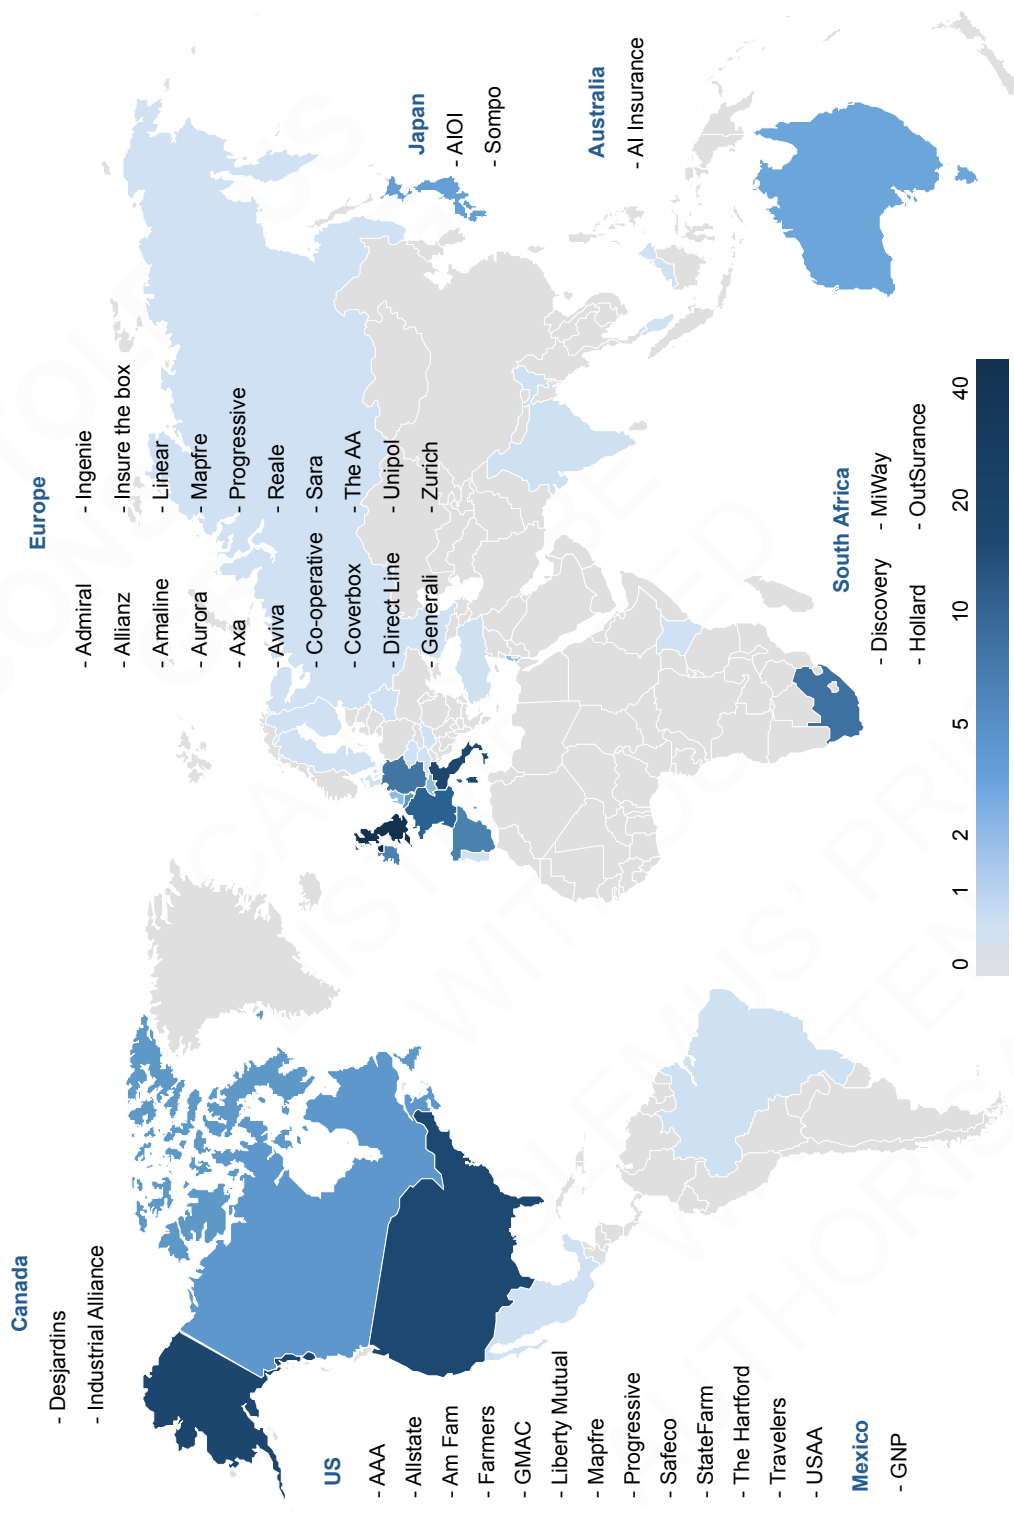 Canada
- Desjardins
- Industrial Alliance
US
- AAA
- Allstate
- Am Fam
- Farmers
- GMAC
- Liberty Mutual
- Mapfre
- Progressive
- Safeco
- StateFarm
- The Hartford
- Travelers
- USAA
Mexico
- GNP
Europe
- Admiral
- Allianz
- Amaline
- Aurora
- Axa
- Aviva
- Co-operative
- Coverbox
- Direct Line
- Generali
- Ingenie
- Insure the box
- Linear
- Mapfre
- Progressive
- Reale
- Sara
- The AA
- Unipol
- Zurich
Japan
- AIOI
- Sompo
Australia
- AI Insurance
South Africa
- Discovery
- Hollard
- MiWay
- OutSurance
0 1 2 5 10 20 40